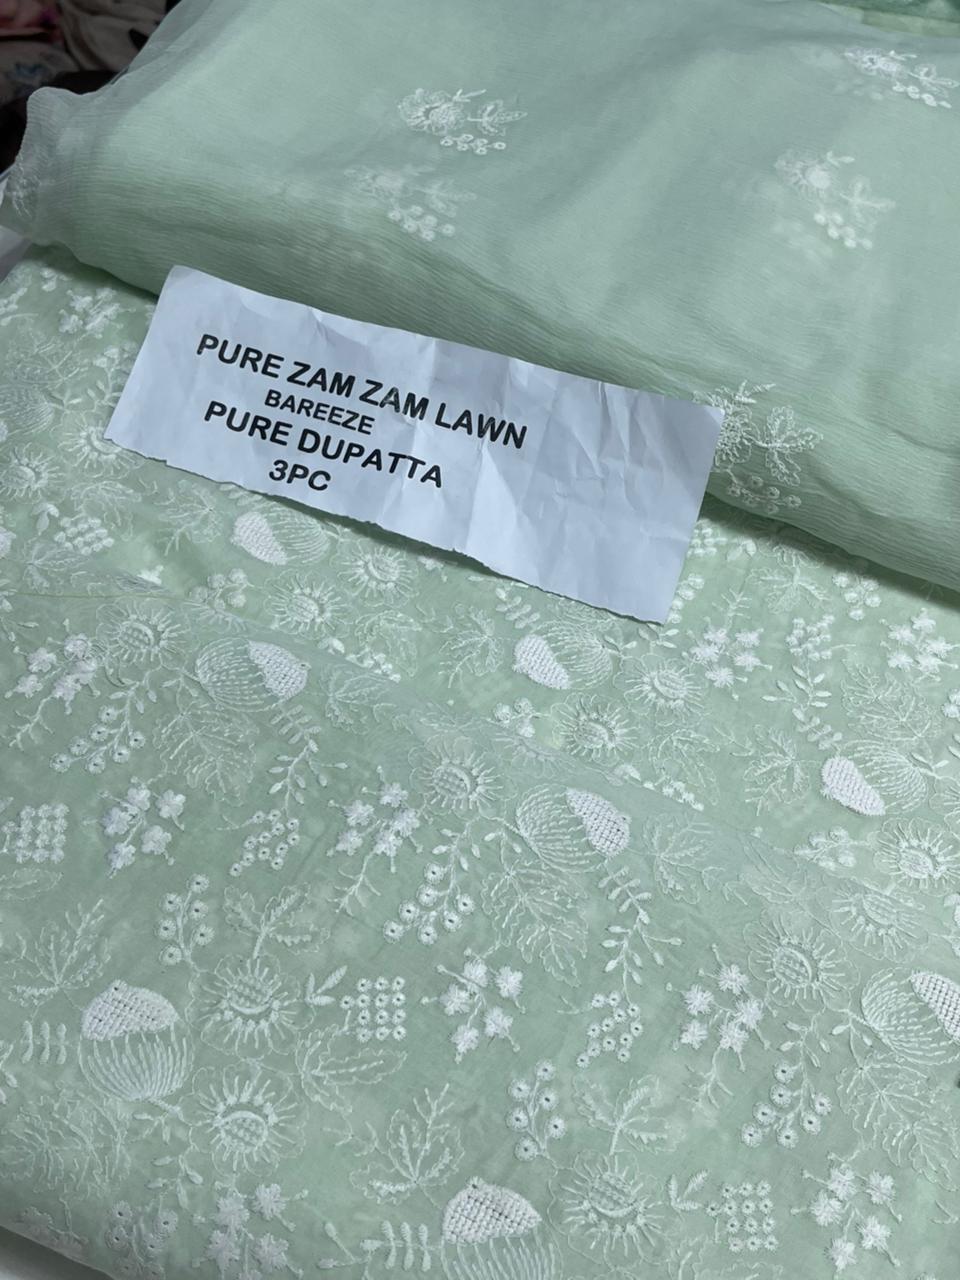 PURE ZAM ZAM LAWN
BAREEZE
PURE DUPATTA
3PC